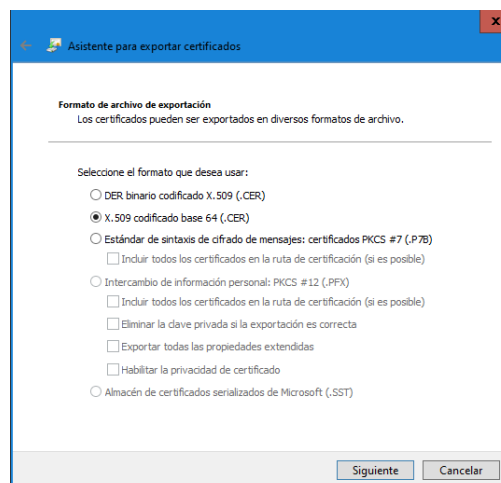 x
Asistente para exportar certificados
Formato de archivo de exportación
Los certificados pueden ser exportados en diversos formatos de archivo.
Seleccione el formato que desea usar:
DER binario codificado X.509 (.CER)
X.509 codificado base 64 (.CER)
Estándar de sintaxis de cifrado de mensajes: certificados PKCS #7 (.P7B)
Incluir todos los certificados en la ruta de certificación (si es posible)
Intercambio de información personal: PKCS #12 (.PFX)
Incluir todos los certificados en la ruta de certificación (si es posible)
Eliminar la clave privada si la exportación es correcta
Exportar todas las propiedades extendidas
Habilitar la privacidad de certificado
Almacén de certificados serializados de Microsoft (.SST)
Siguiente Cancelar